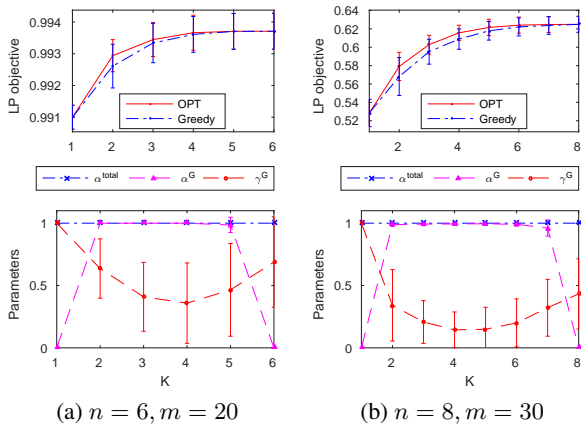 0.994
0.993
0.992
0.991
LP objective
OPT
Greedy
1 2 3 4 5 6
0.62
0.6
0.58
0.56
0.54
0.52
LP objective
OPT
Greedy
2 4 6 8
α^total α^G γ^G
α^total α^G γ^G
1
0.5
0
Parameters
1 2 3 4 5 6
K
1
0.5
0
Parameters
2 4 6 8
K
(a) n = 6, m = 20
(b) n = 8, m = 30